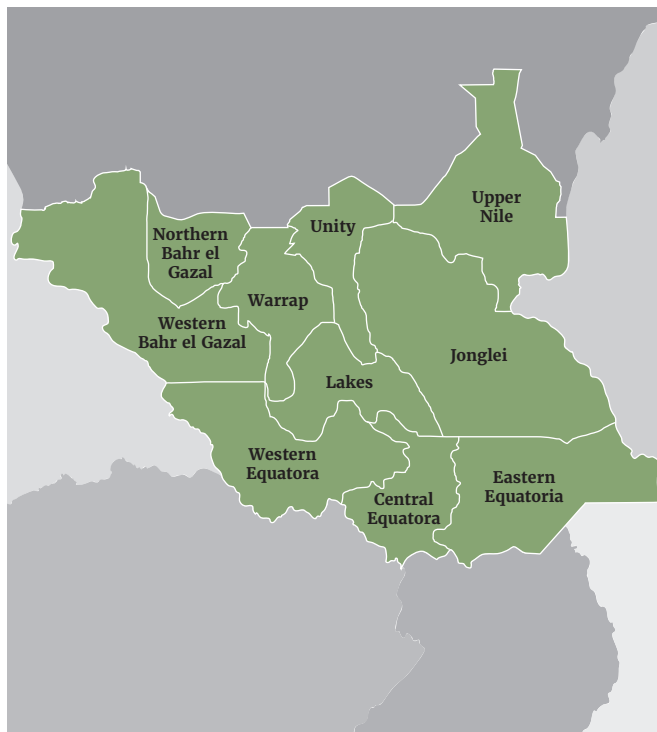 Upper
Nile
Unity
Northern
Bahr el
Gazal
Warrap
Western
Bahr el Gazal
Jonglei
Lakes
Western
Equatora
Eastern
Equatoria
Central
Equatora